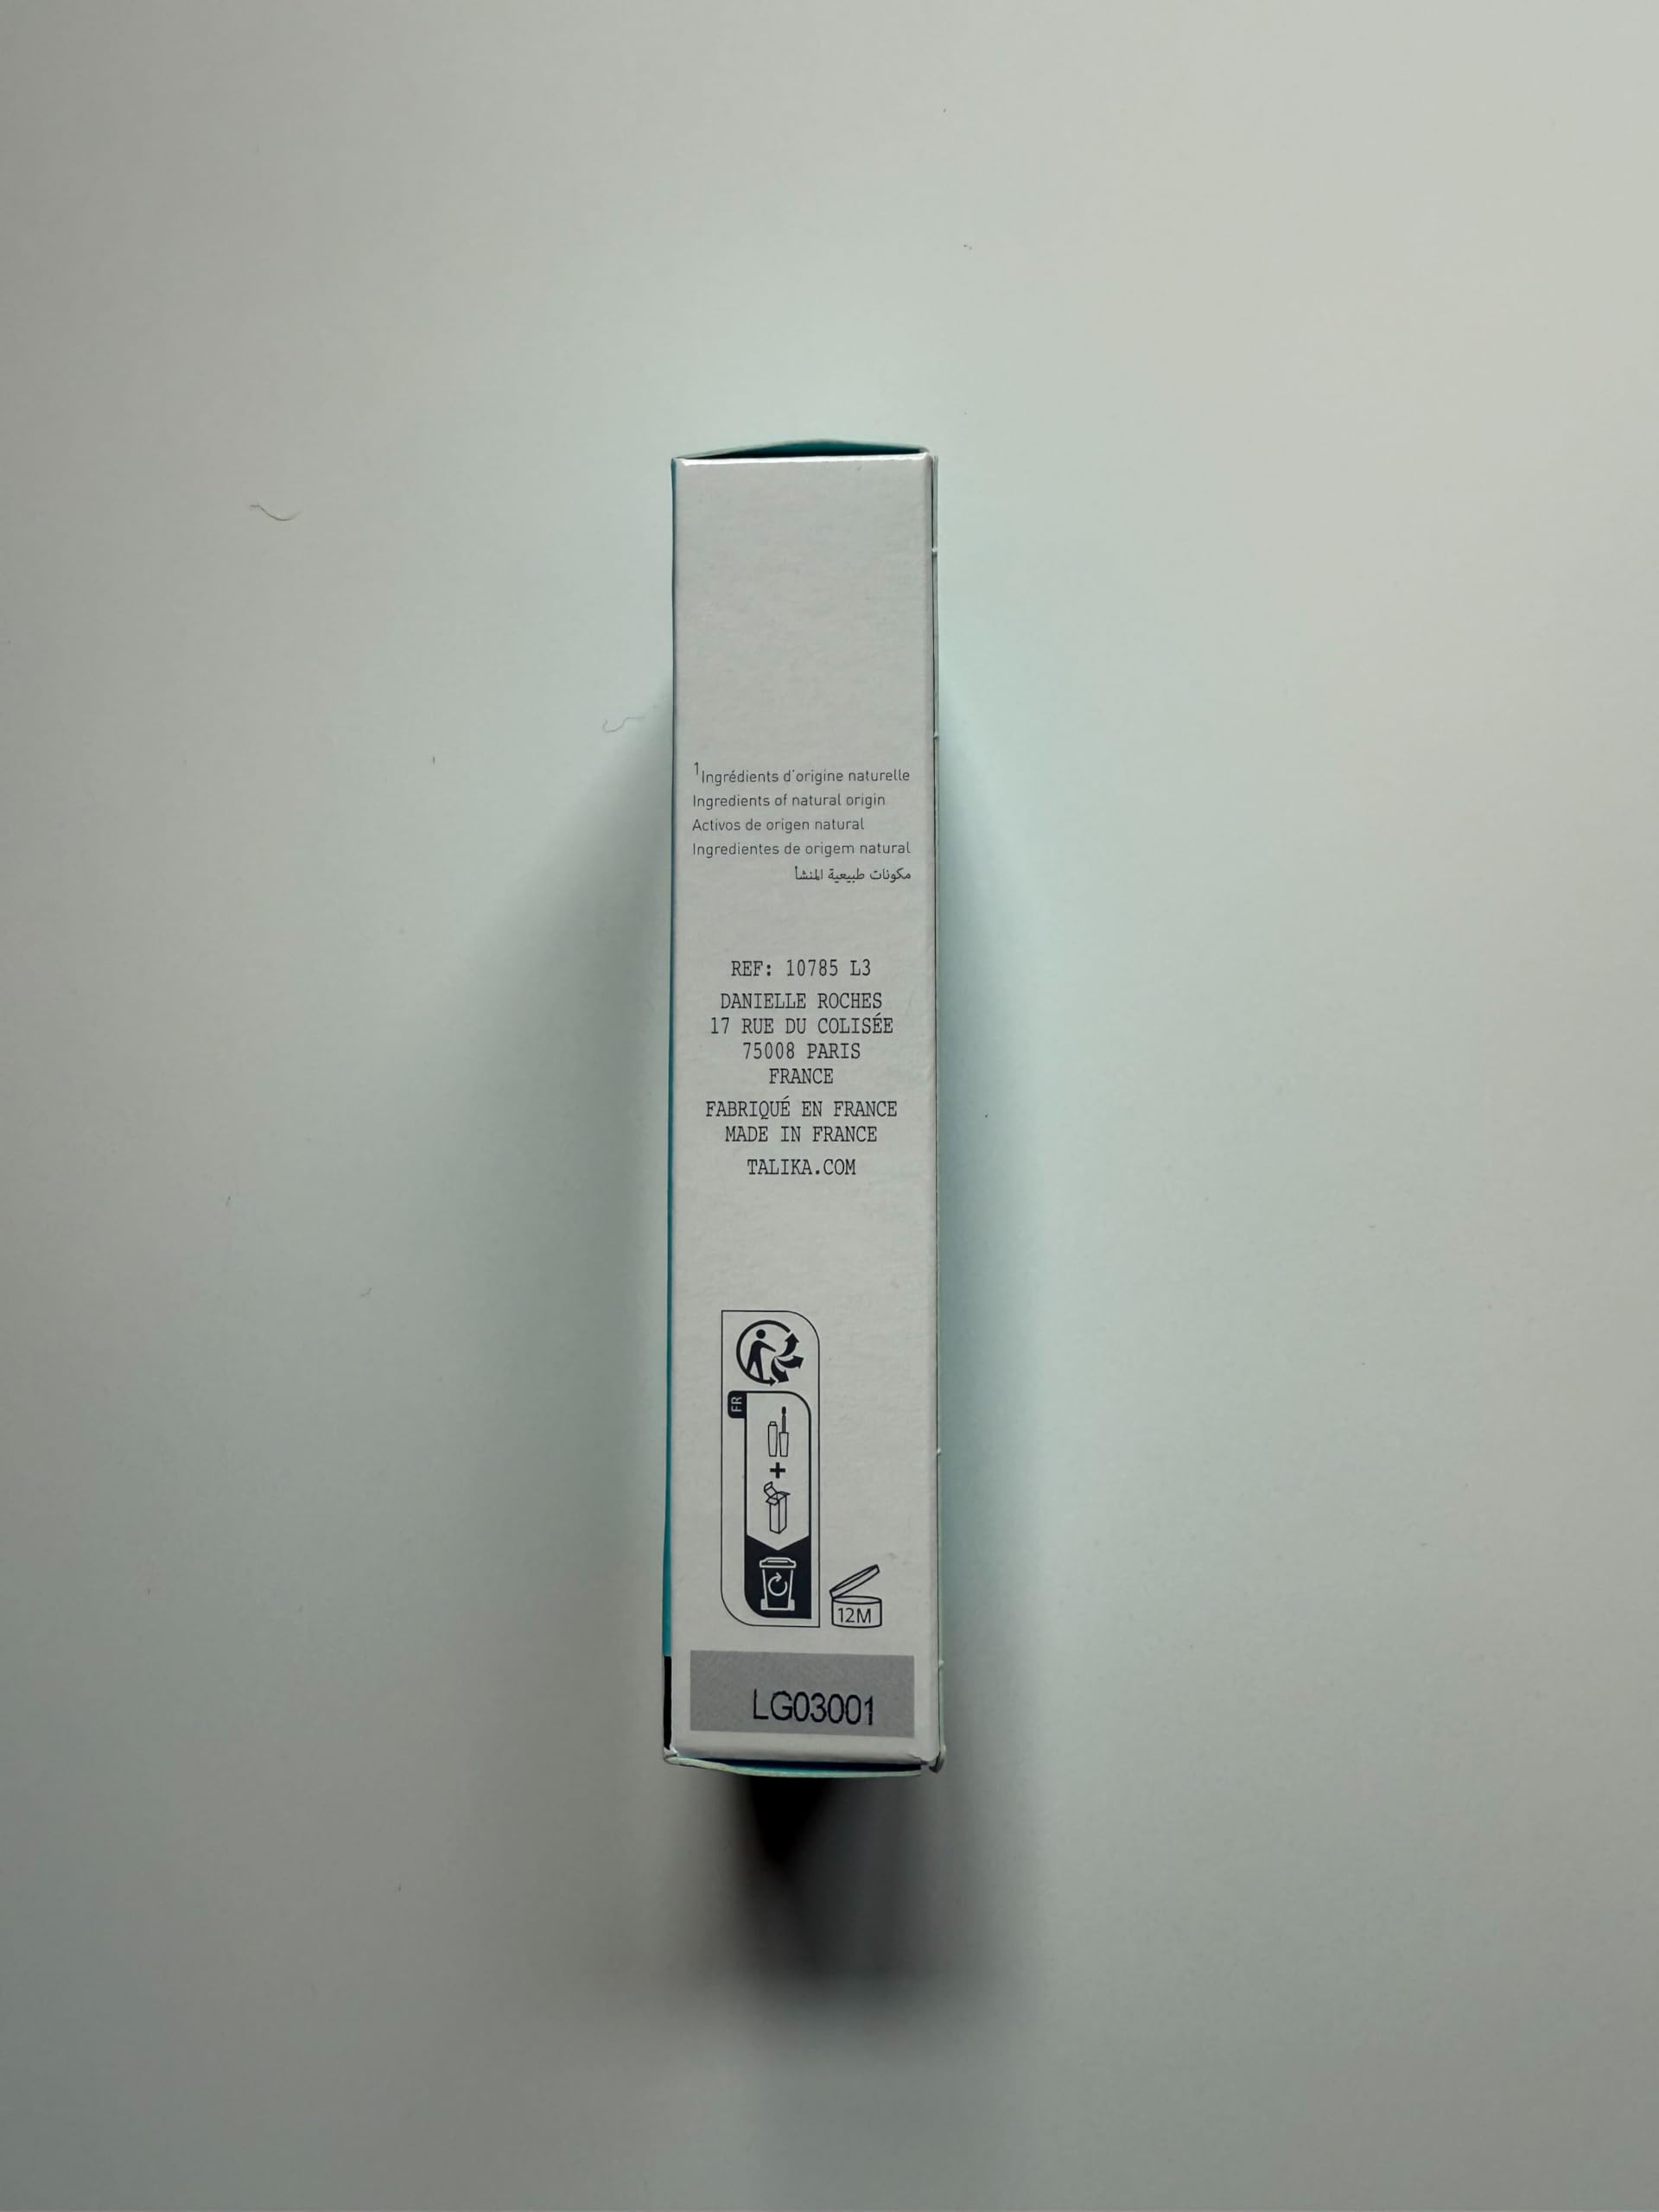 ¹Ingrédients d'origine naturelle
Ingredients of natural origin
Activos de origen natural
Ingredientes de origem natural
مكونات طبيعية المنشأ
REF: 10785 L3
DANIELLE ROCHES
17 RUE DU COLISÉE
75008 PARIS
FRANCE
FABRIQUÉ EN FRANCE
MADE IN FRANCE
TALIKA.COM
FR
12M
LG03001